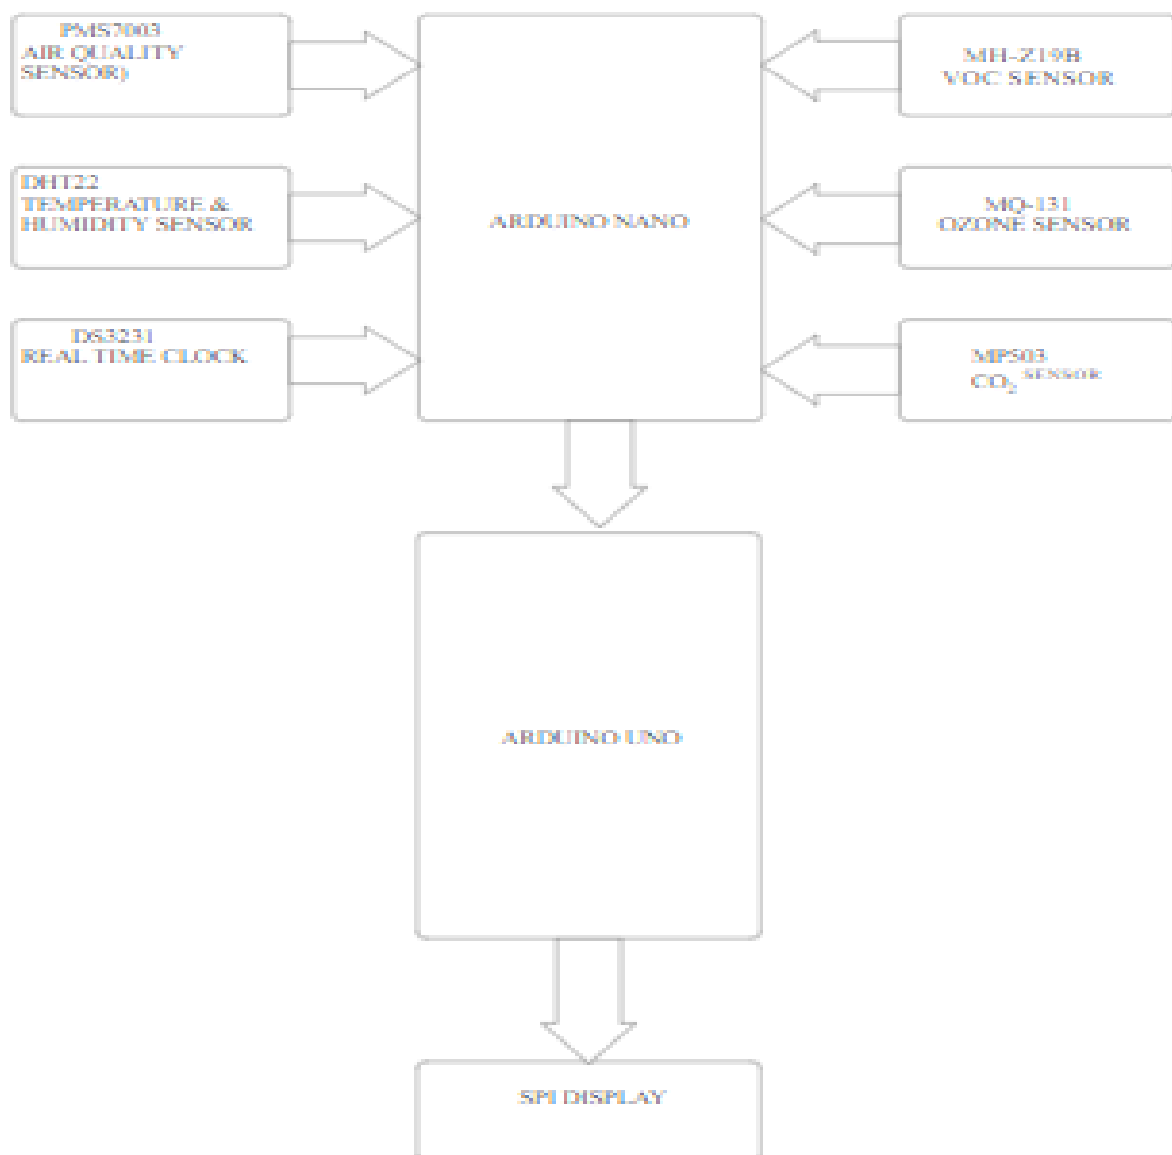 PMS7003
AIR QUALITY
SENSOR)
MH-Z19B
VOC SENSOR
DHT22
TEMPERATURE &
HUMIDITY SENSOR
ARDUINO NANO
MQ-131
OZONE SENSOR
DS3231
REAL TIME CLOCK
MP503
CO₂ SENSOR
ARDUINO UNO
SPI DISPLAY